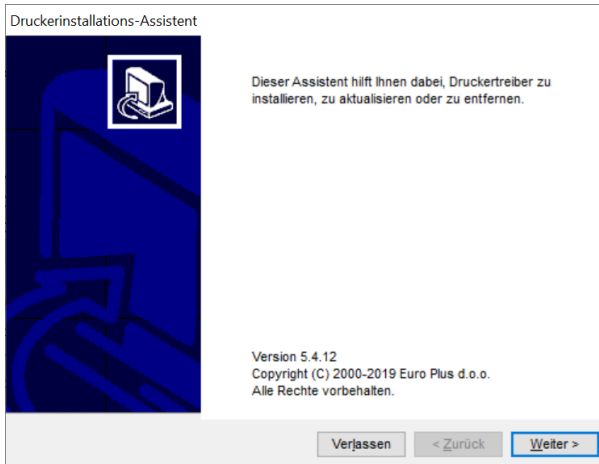 Druckerinstallations-Assistent
Dieser Assistent hilft Ihnen dabei, Druckertreiber zu
installieren, zu aktualisieren oder zu entfernen.
Version 5.4.12
Copyright (C) 2000-2019 Euro Plus d.o.o.
Alle Rechte vorbehalten.
Verlassen
< Zurück
Weiter >